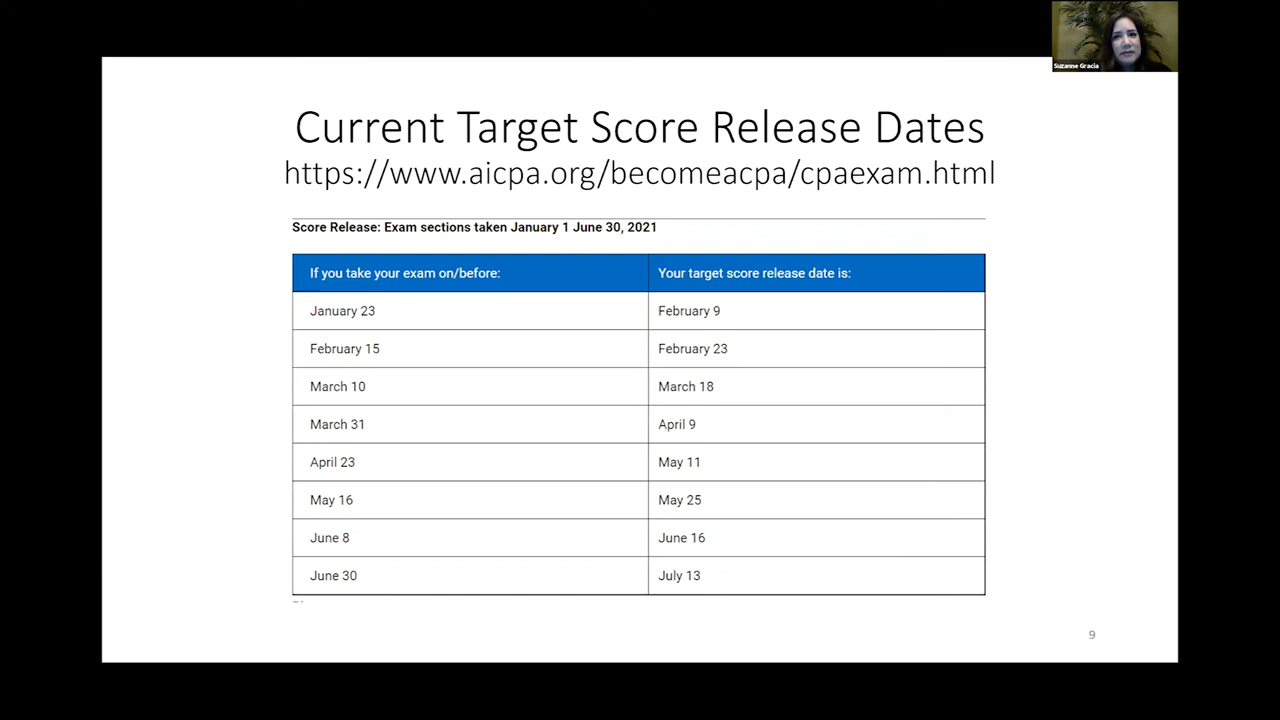 Suzanne Gracia
Current Target Score Release Dates
https://www.aicpa.org/becomeacpa/cpaexam.html
Score Release: Exam sections taken January 1 June 30, 2021
If you take your exam on/before: Your target score release date is:
January 23 February 9
February 15 February 23
March 10 March 18
March 31 April 9
April 23 May 11
May 16 May 25
June 8 June 16
June 30 July 13
9